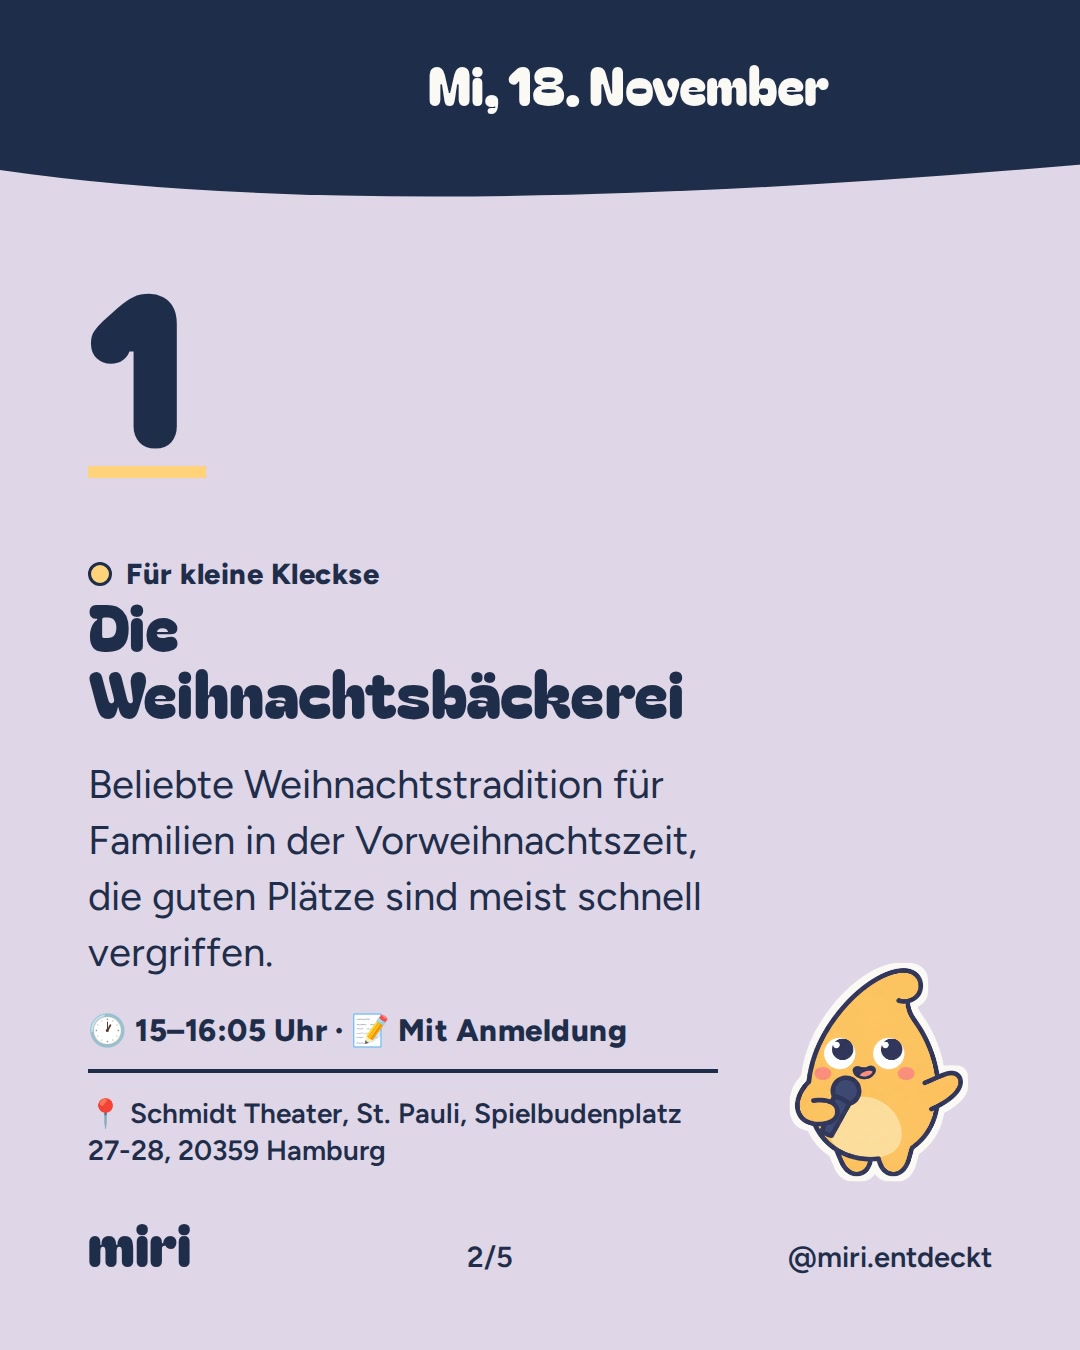 Mi, 18. November
1
Für kleine Kleckse
Die
Weihnachtsbäckerei
Beliebte Weihnachtstradition für
Familien in der Vorweihnachtszeit,
die guten Plätze sind meist schnell
vergriffen.
🕐 15–16:05 Uhr · 📝 Mit Anmeldung
📍 Schmidt Theater, St. Pauli, Spielbudenplatz
27-28, 20359 Hamburg
miri
2/5
@miri.entdeckt